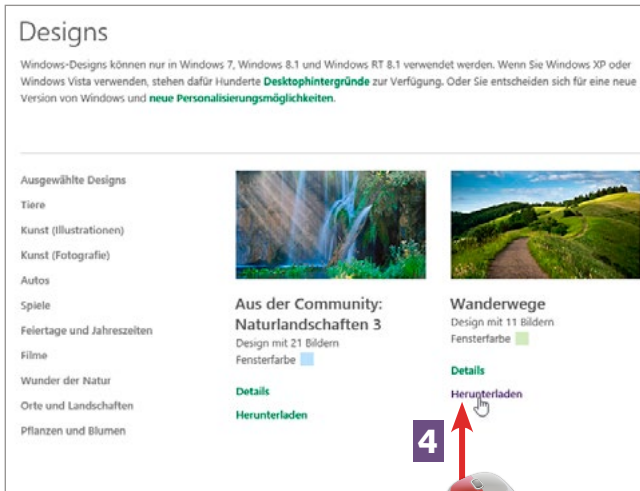 Designs
Windows-Designs können nur in Windows 7, Windows 8.1 und Windows RT 8.1 verwendet werden. Wenn Sie Windows XP oder
Windows Vista verwenden, stehen dafür Hunderte Desktophintergründe zur Verfügung. Oder Sie entscheiden sich für eine neue
Version von Windows und neue Personalisierungsmöglichkeiten.
Ausgewählte Designs
Tiere
Kunst (Illustrationen)
Kunst (Fotografie)
Autos
Spiele
Feiertage und Jahreszeiten
Filme
Wunder der Natur
Orte und Landschaften
Pflanzen und Blumen
Aus der Community:
Naturlandschaften 3
Design mit 21 Bildern
Fensterfarbe
Details
Herunterladen
Wanderwege
Design mit 11 Bildern
Fensterfarbe
Details
Herunterladen
4